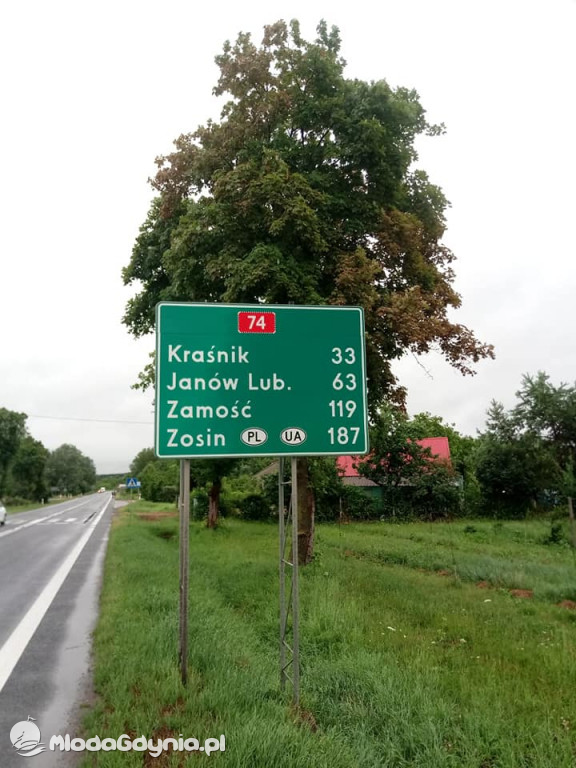 74
Kraśnik 33
Janów Lub. 63
Zamość 119
Zosin PL UA 187
MlodaGdynia.pl